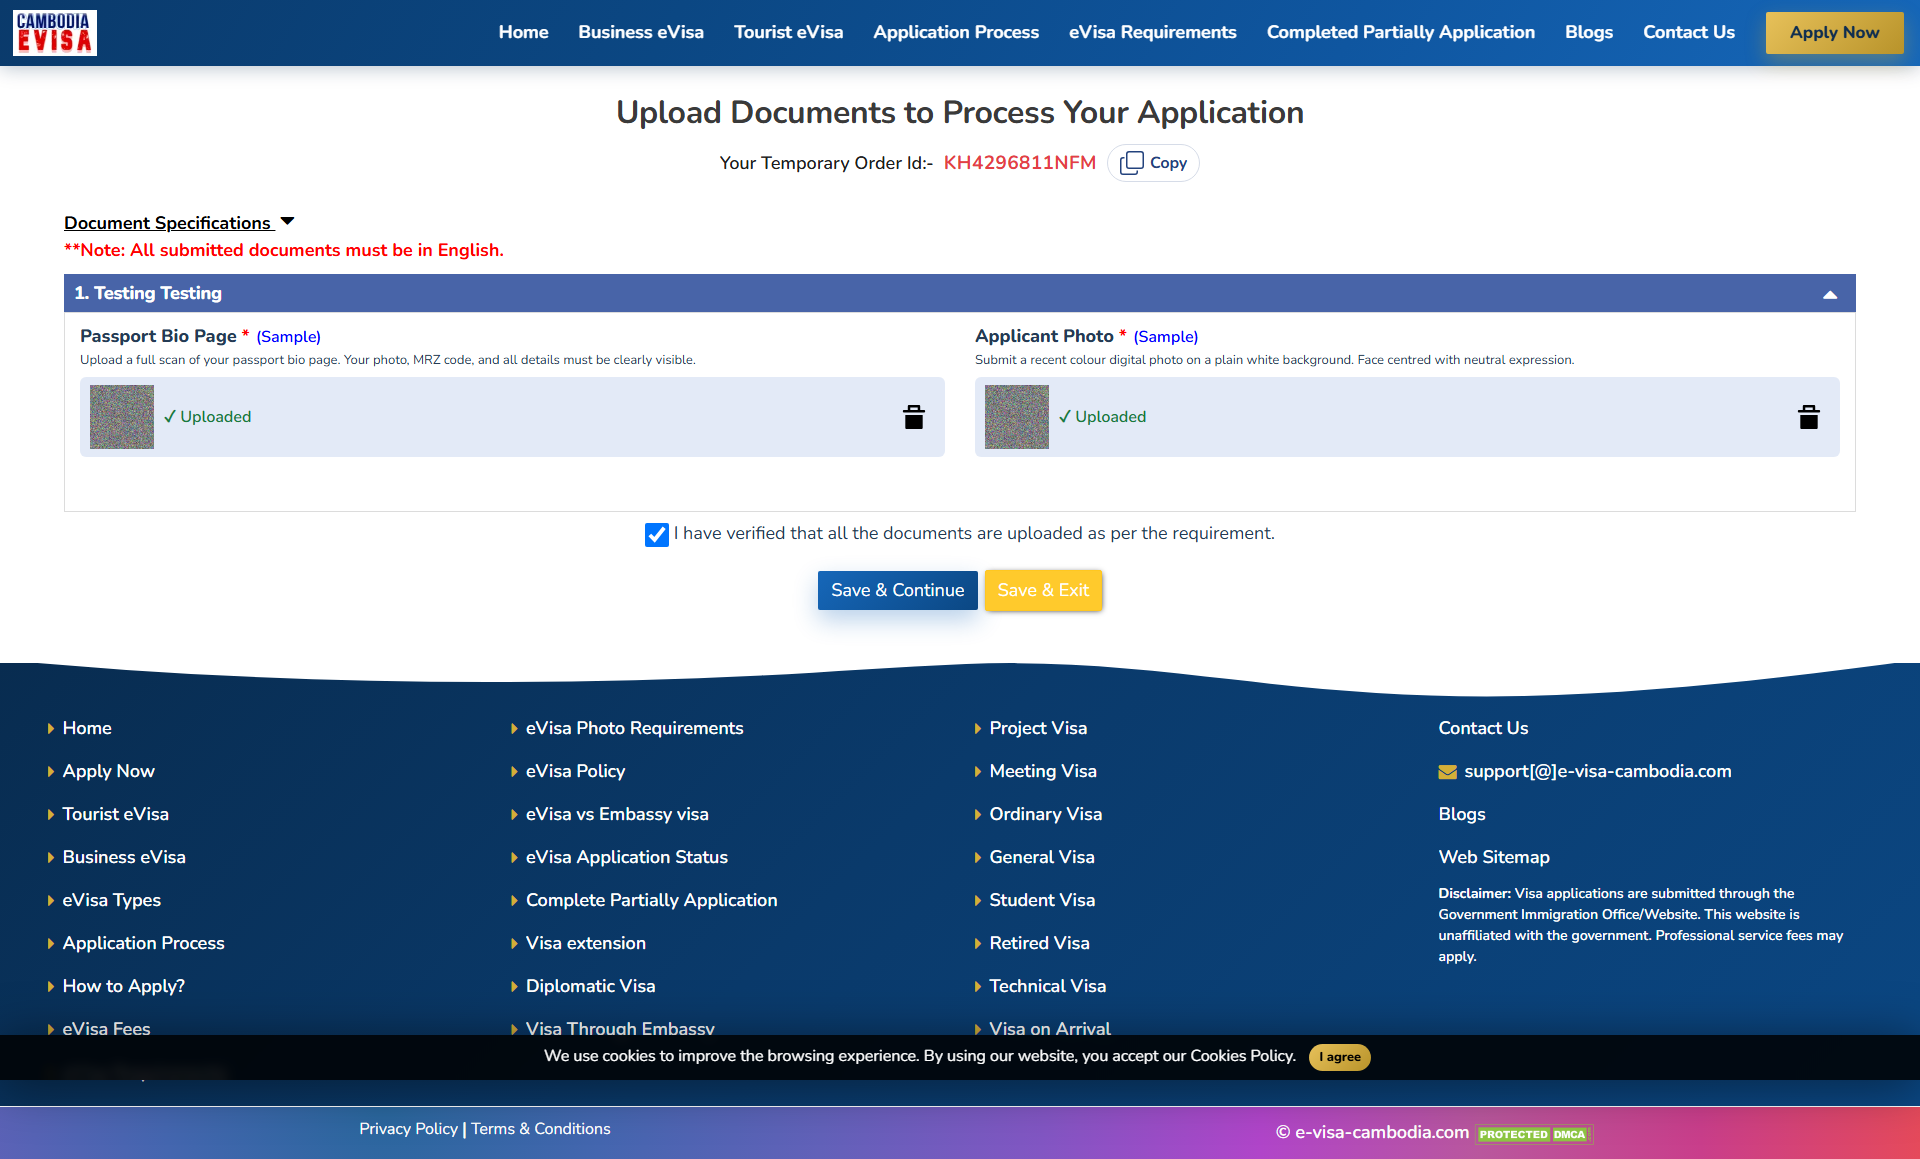 CAMBODIA
EVISA
Home
Business eVisa
Tourist eVisa
Application Process
eVisa Requirements
Completed Partially Application
Blogs
Contact Us
Apply Now
Upload Documents to Process Your Application
Your Temporary Order Id:- KH4296811NFM
Copy
Document Specifications
**Note: All submitted documents must be in English.
1. Testing Testing
Passport Bio Page * (Sample)
Upload a full scan of your passport bio page. Your photo, MRZ code, and all details must be clearly visible.
✓ Uploaded
Applicant Photo * (Sample)
Submit a recent colour digital photo on a plain white background. Face centred with neutral expression.
✓ Uploaded
I have verified that all the documents are uploaded as per the requirement.
Save & Continue
Save & Exit
Home
Apply Now
Tourist eVisa
Business eVisa
eVisa Types
Application Process
How to Apply?
eVisa Fees
eVisa Photo Requirements
eVisa Policy
eVisa vs Embassy visa
eVisa Application Status
Complete Partially Application
Visa extension
Diplomatic Visa
Visa Through Embassy
Project Visa
Meeting Visa
Ordinary Visa
General Visa
Student Visa
Retired Visa
Technical Visa
Visa on Arrival
Contact Us
support[@]e-visa-cambodia.com
Blogs
Web Sitemap
Disclaimer: Visa applications are submitted through the
Government Immigration Office/Website. This website is
unaffiliated with the government. Professional service fees may
apply.
We use cookies to improve the browsing experience. By using our website, you accept our Cookies Policy.
I agree
Privacy Policy | Terms & Conditions
© e-visa-cambodia.com
PROTECTED DMCA